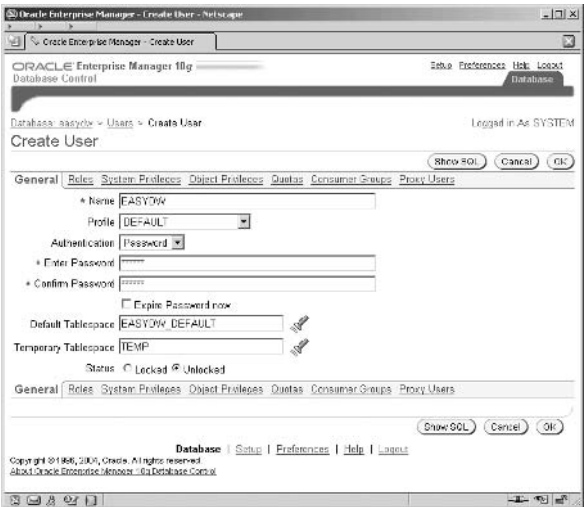 Oracle Enterprise Manager - Create User - Netscape
Oracle Enterprise Manager - Create User
ORACLE Enterprise Manager 10g
Database Control
Setup Preferences Help Logout
Database
Database: easydw > Users > Create User
Logged in As SYSTEM
Create User
Show SQL Cancel OK
General Roles System Privileges Object Privileges Quotas Consumer Groups Proxy Users
* Name EASYDW
Profile DEFAULT
Authentication Password
* Enter Password ******
* Confirm Password ******
Expire Password now
Default Tablespace EASYDW_DEFAULT
Temporary Tablespace TEMP
Status Locked Unlocked
General Roles System Privileges Object Privileges Quotas Consumer Groups Proxy Users
Show SQL Cancel OK
Database | Setup | Preferences | Help | Logout
Copyright © 1996, 2004, Oracle. All rights reserved.
About Oracle Enterprise Manager 10g Database Control